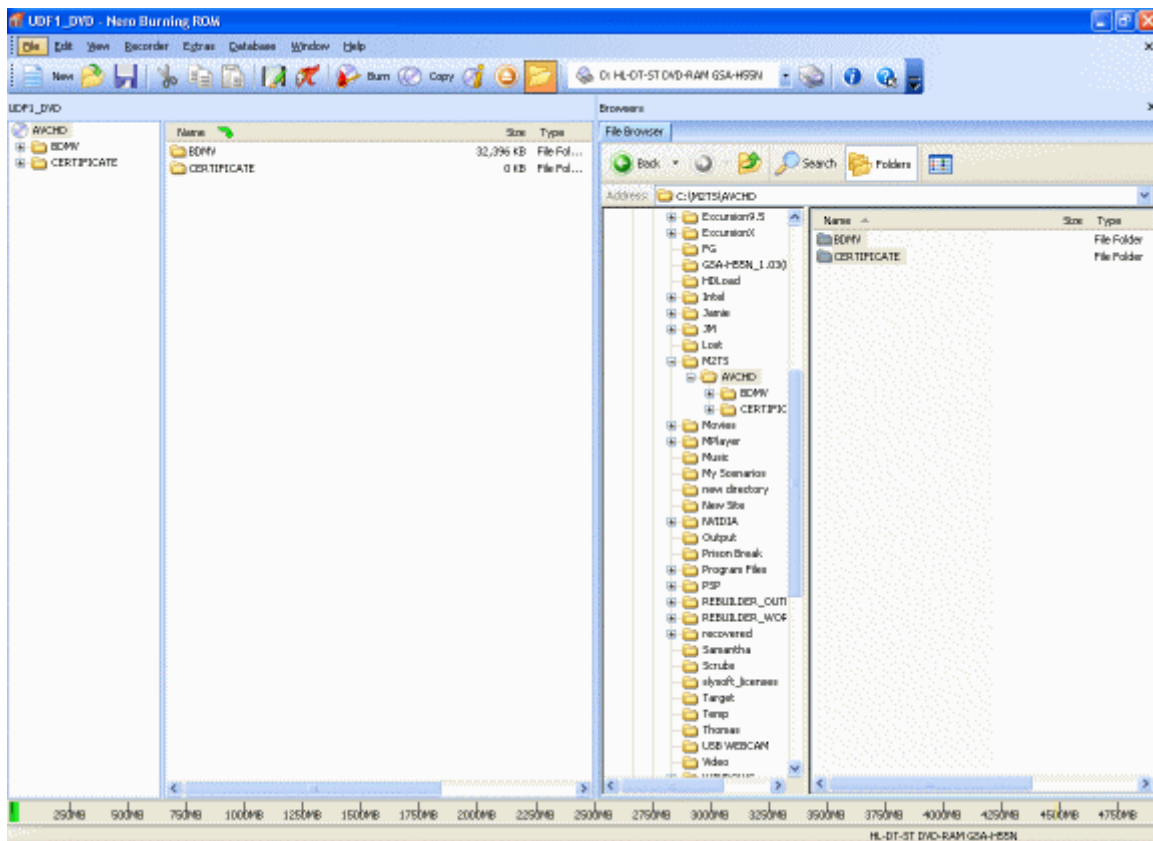 UDF1_DVD - Nero Burning ROM
File Edit View Recorder Extras Database Window Help
New Burn Copy D: HL-DT-ST DVD-RAM GSA-H55N
UDF1_DVD
AVCHD
BDMV
CERTIFICATE
Name Size Type
BDMV 32,396 KB File Fol...
CERTIFICATE 0 KB File Fol...
Browsers
File Browser
Back Search Folders
Address: C:\M2TS\AVCHD
Excursion9.5
ExcursionX
FG
GSA-H55N_1.03()
HDLoad
Intel
Jamie
JM
Lost
M2TS
AVCHD
BDMV
CERTIFIC
Movies
MPlayer
Music
My Scenarios
new directory
New Site
NVIDIA
Output
Prison Break
Program Files
PSP
REBUILDER_OUT
REBUILDER_WOR
recovered
Samantha
Scrubs
slysoft_licenses
Target
Temp
Thomas
USB WEBCAM
Video
Name Size Type
BDMV File Folder
CERTIFICATE File Folder
250MB 500MB 750MB 1000MB 1250MB 1500MB 1750MB 2000MB 2250MB 2500MB 2750MB 3000MB 3250MB 3500MB 3750MB 4000MB 4250MB 4500MB 4750MB
HL-DT-ST DVD-RAM GSA-H55N